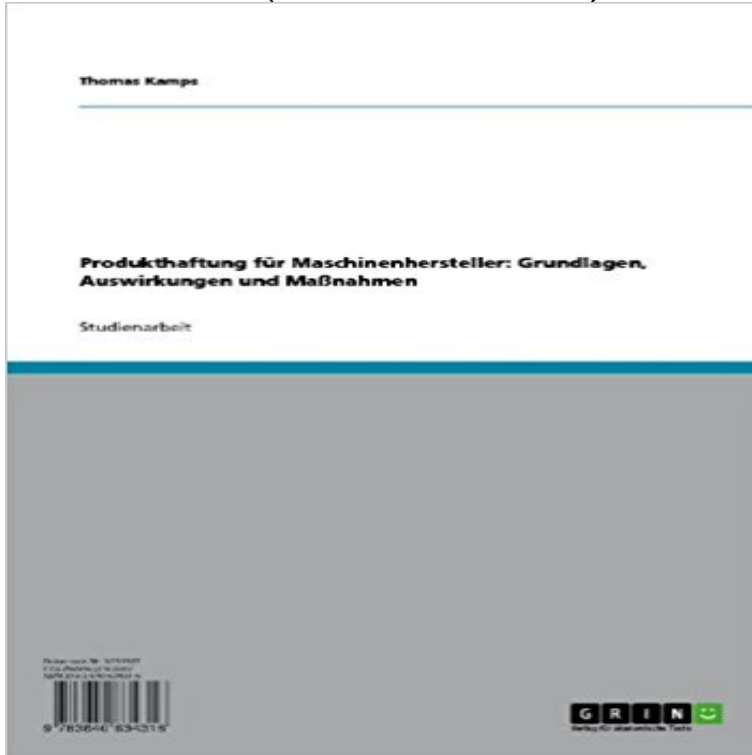 Thomas Kamps
Produkthaftung für Maschinenhersteller: Grundlagen,
Auswirkungen und Maßnahmen
Studienarbeit
GRIN